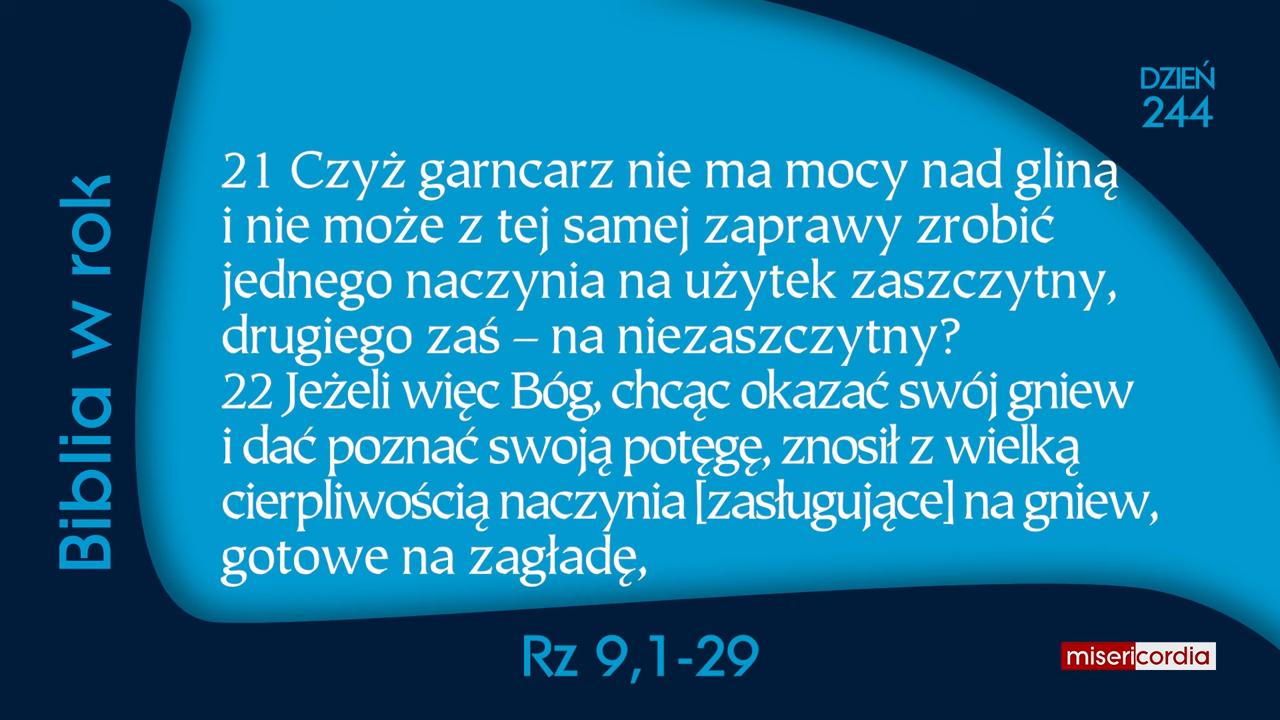 DZIEŃ
244
Biblia w rok
21 Czyż garncarz nie ma mocy nad gliną
i nie może z tej samej zaprawy zrobić
jednego naczynia na użytek zaszczytny,
drugiego zaś – na niezaszczytny?
22 Jeżeli więc Bóg, chcąc okazać swój gniew
i dać poznać swoją potęgę, znosił z wielką
cierpliwością naczynia [zasługujące] na gniew,
gotowe na zagładę,
Rz 9,1-29
misericordia